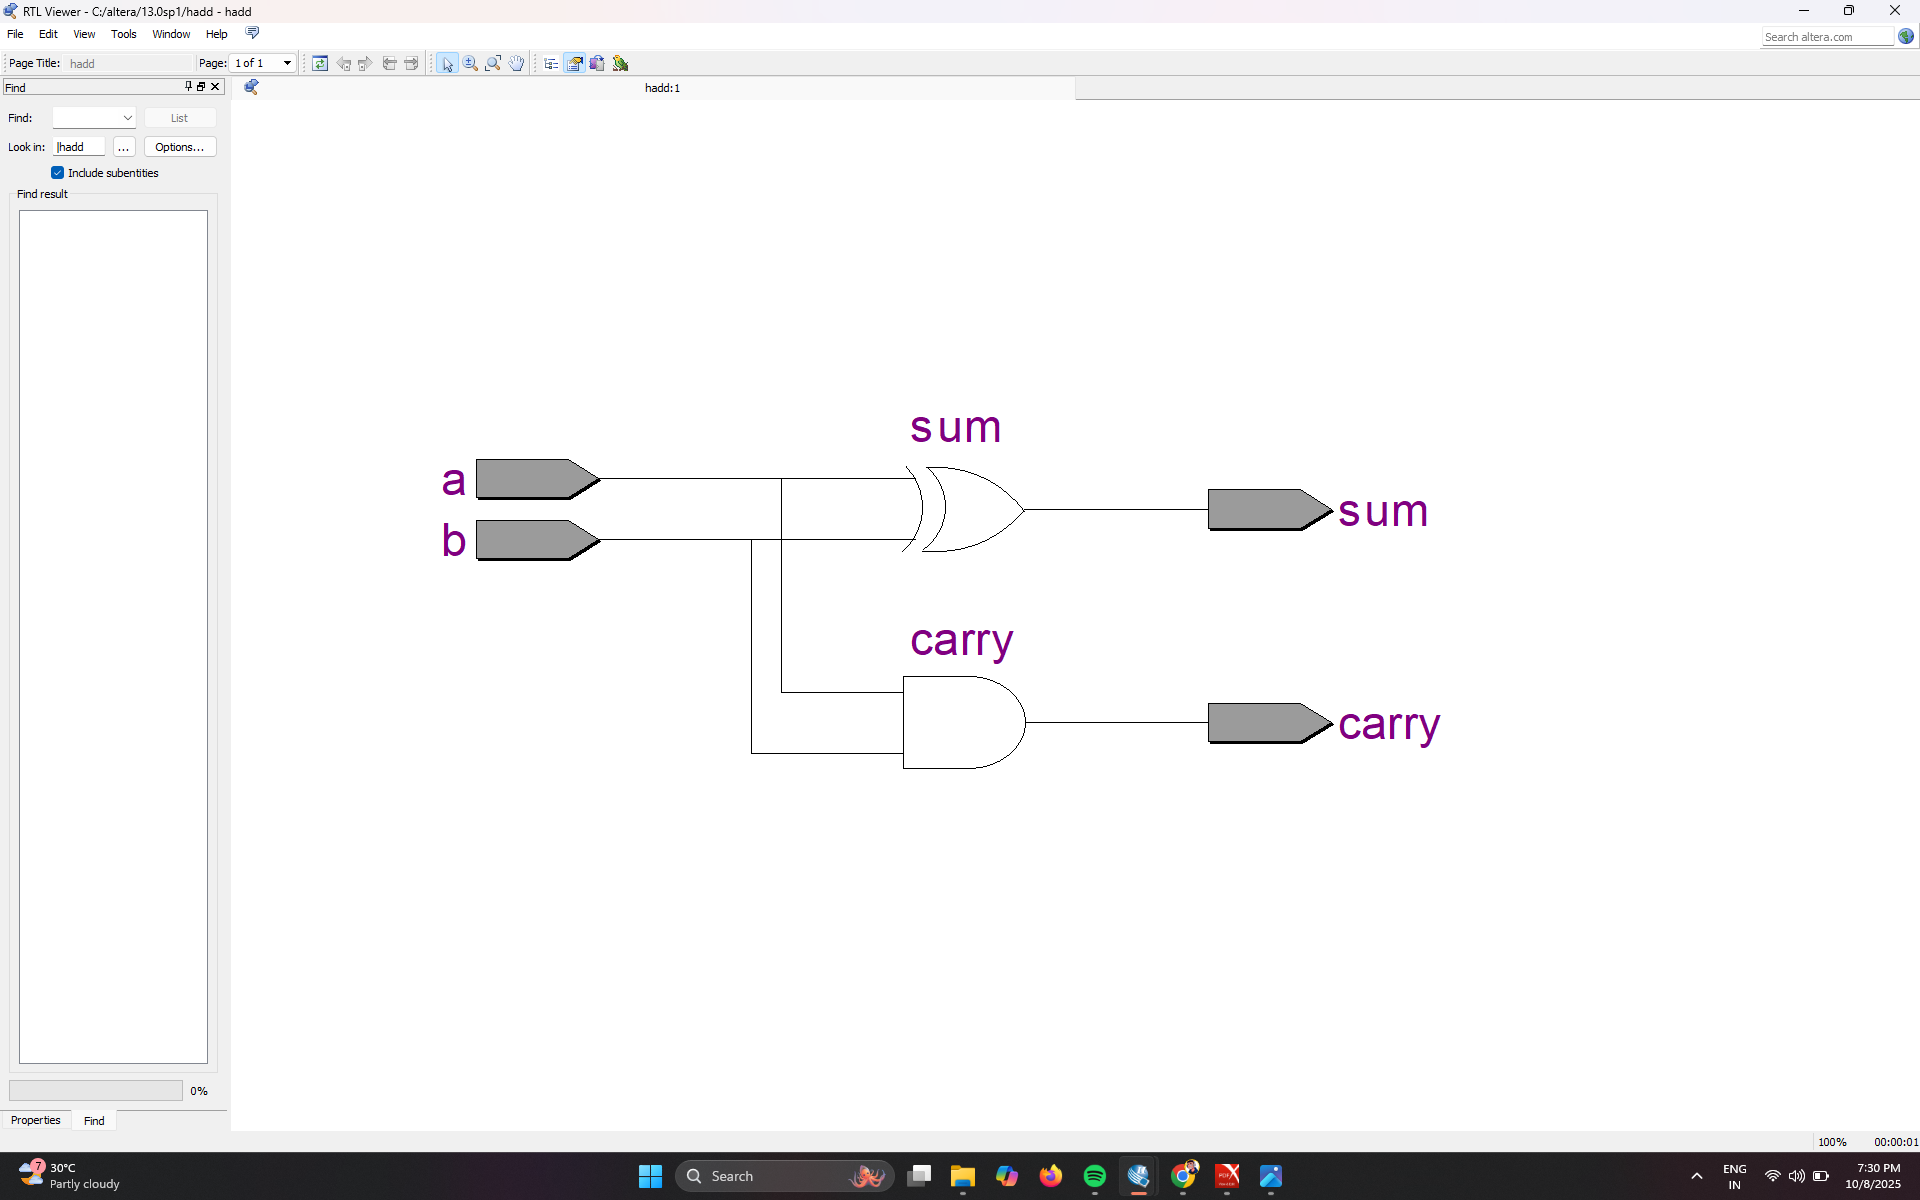 RTL Viewer - C:/altera/13.0sp1/hadd - hadd
File Edit View Tools Window Help
Search altera.com
Page Title: hadd Page: 1 of 1
Find
hadd:1
Find: List
Look in: |hadd ... Options...
Include subentities
Find result
sum
a
sum
b
carry
carry
0%
Properties Find
100% 00:00:01
7
30°C
Partly cloudy
Search
PDF X
ENG
IN
7:30 PM
10/8/2025